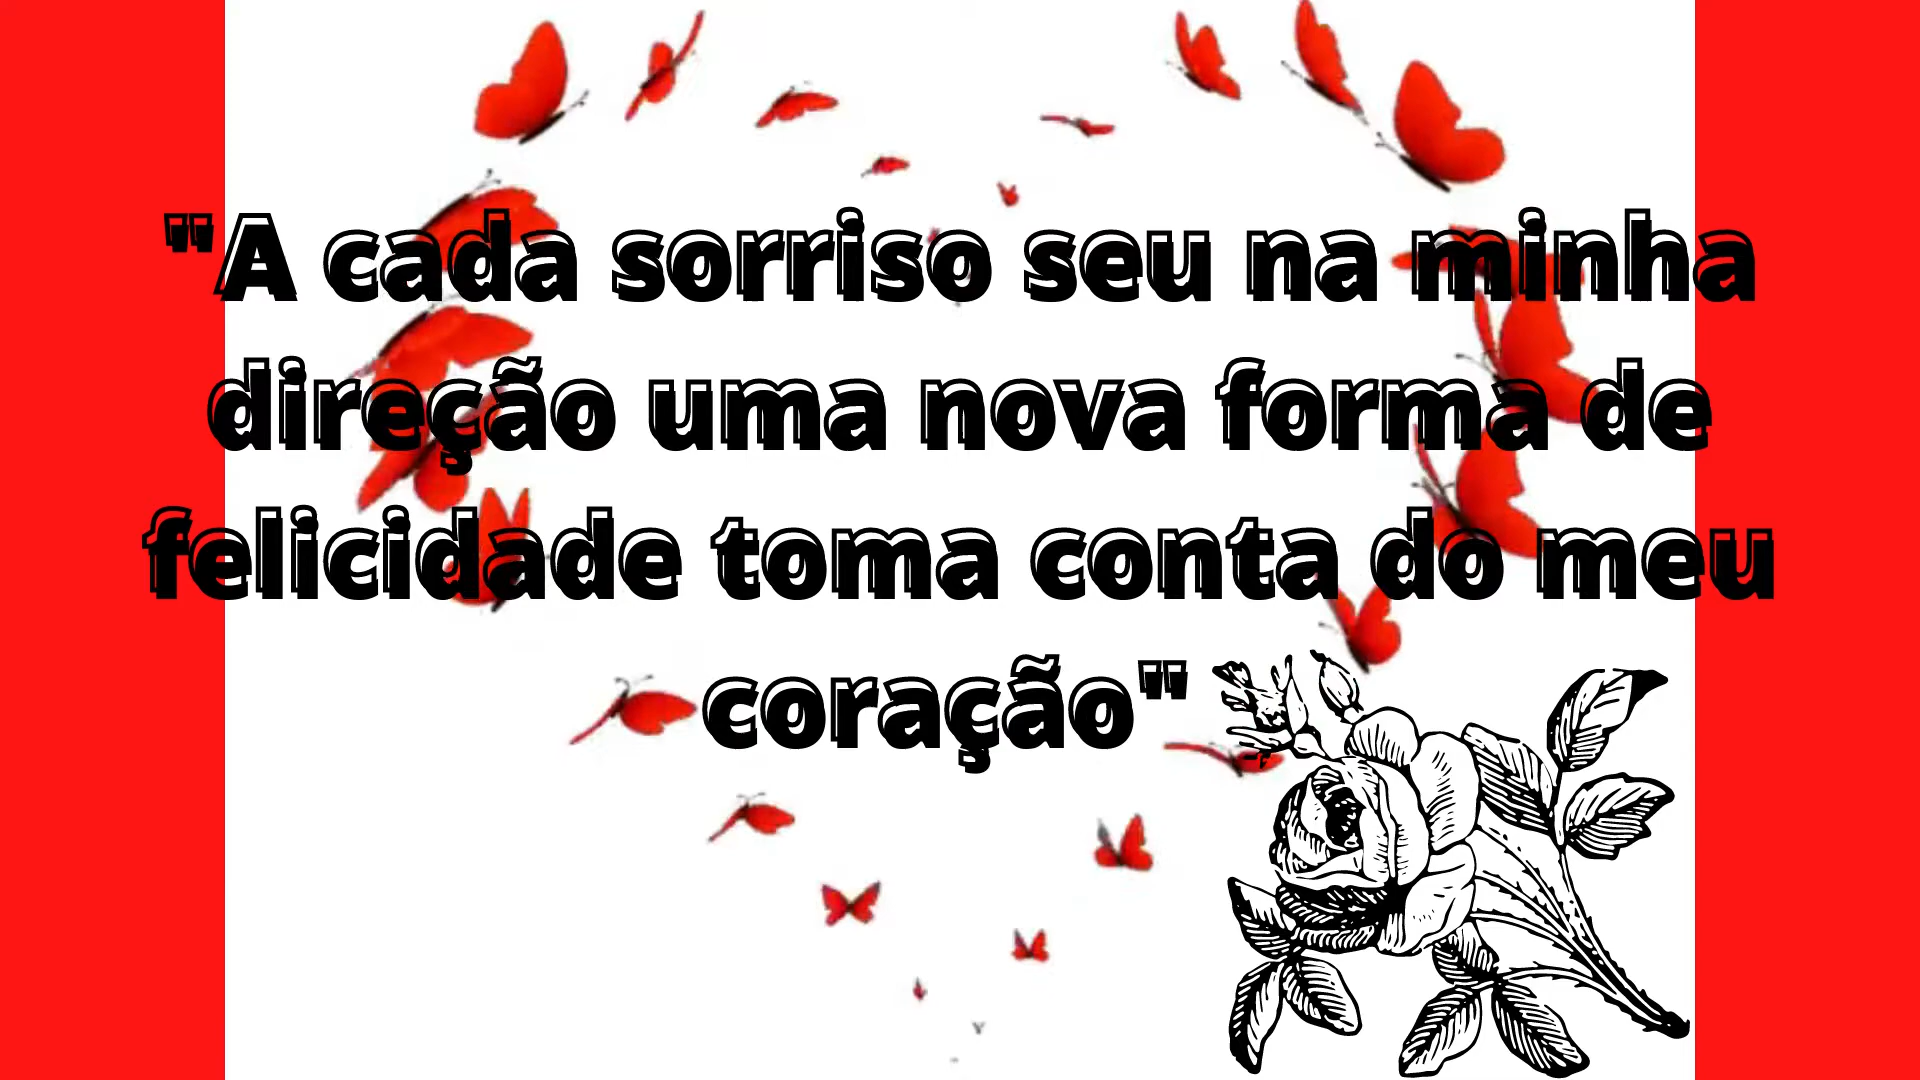 "A cada sorriso seu na minha
direção uma nova forma de
felicidade toma conta do meu
coração"